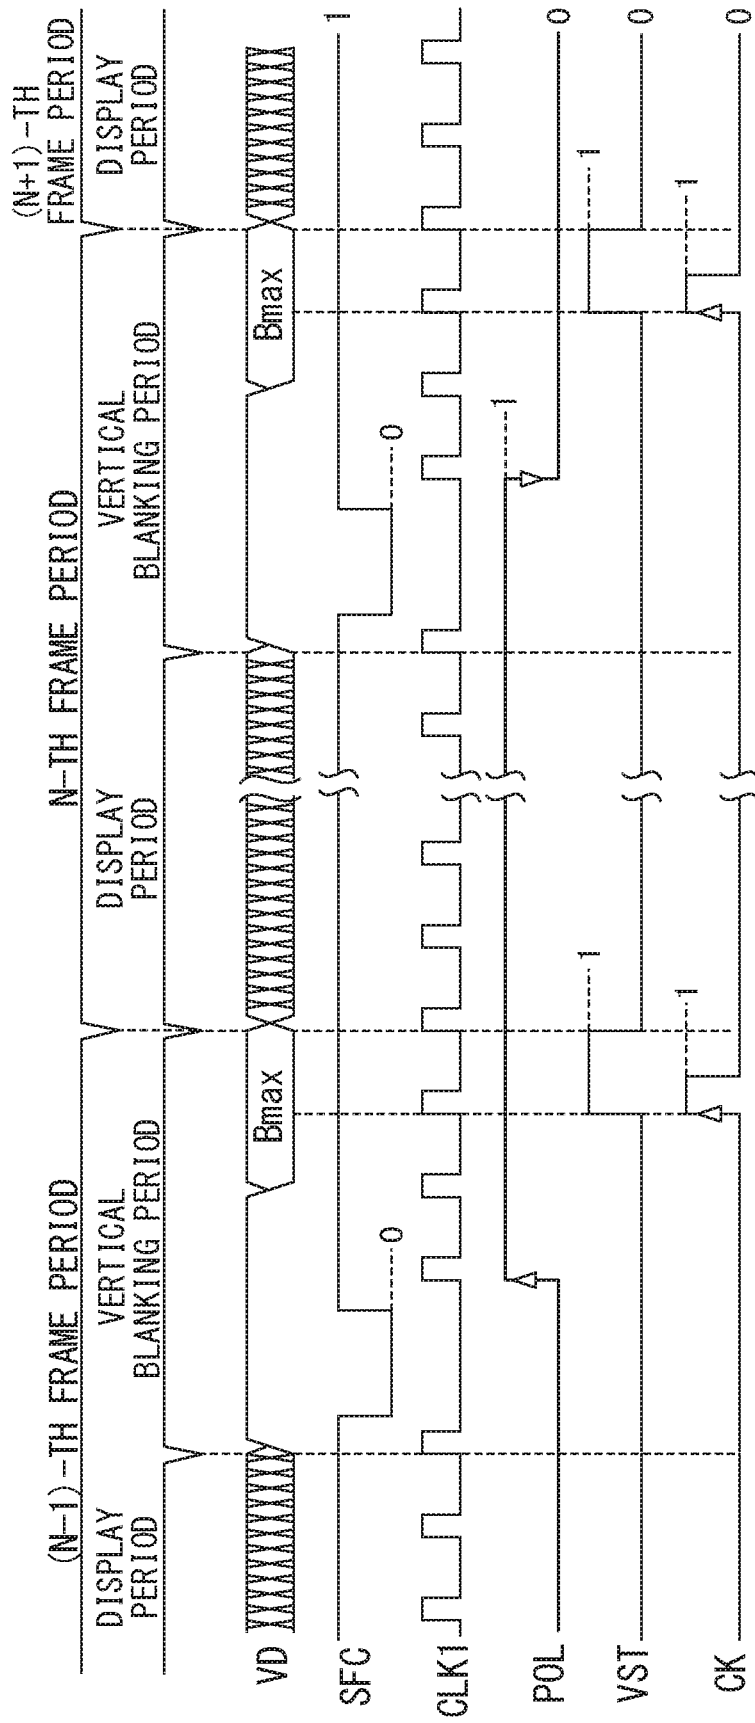 (N-1)-TH FRAME PERIOD
N-TH FRAME PERIOD
(N+1)-TH
FRAME PERIOD
DISPLAY
PERIOD
VERTICAL
BLANKING PERIOD
DISPLAY
PERIOD
VERTICAL
BLANKING PERIOD
DISPLAY
PERIOD
VD
Bmax
Bmax
SFC
0
0
1
CLK1
POL
1
0
VST
1
1
0
CK
1
1
0